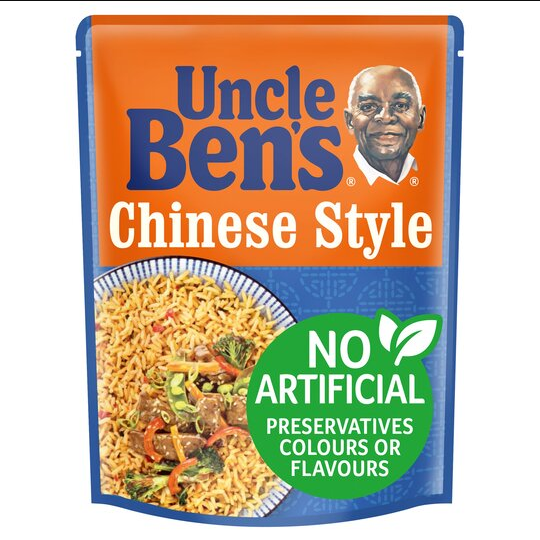 Uncle
Ben's
® ®
Chinese Style
NO
ARTIFICIAL
PRESERVATIVES
COLOURS OR
FLAVOURS